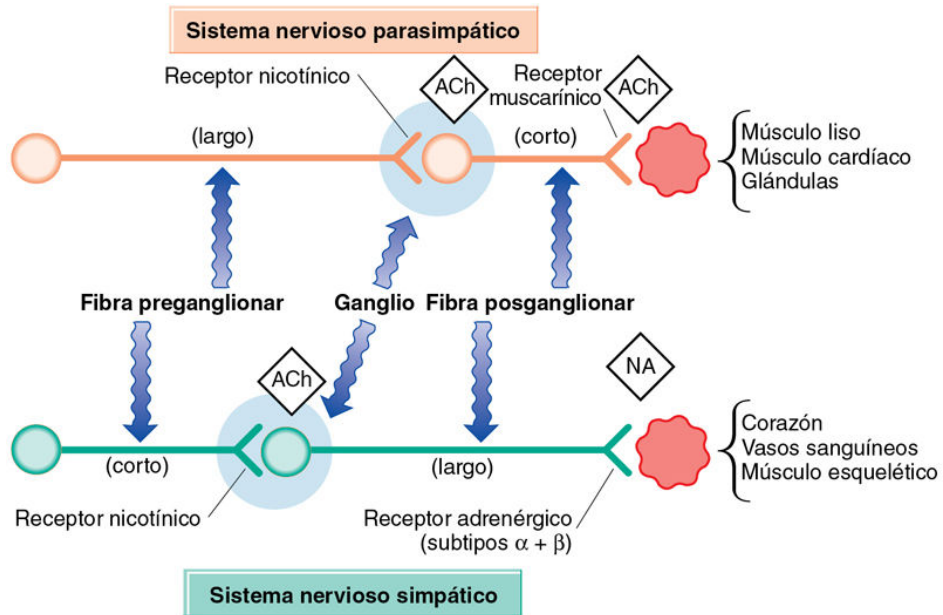 Sistema nervioso parasimpático
Receptor nicotínico
ACh
Receptor
muscarínico
ACh
(largo)
(corto)
Músculo liso
Músculo cardíaco
Glándulas
Fibra preganglionar
Ganglio
Fibra posganglionar
ACh
NA
(corto)
(largo)
Corazón
Vasos sanguíneos
Músculo esquelético
Receptor nicotínico
Receptor adrenérgico
(subtipos α + β)
Sistema nervioso simpático